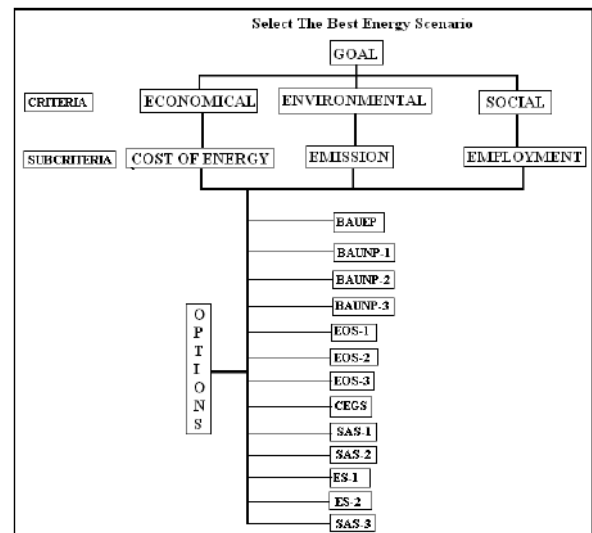 Select The Best Energy Scenario
GOAL
CRITERIA
ECONOMICAL
ENVIRONMENTAL
SOCIAL
SUBCRITERIA
COST OF ENERGY
EMISSION
EMPLOYMENT
OPTIONS
BAUEP
BAUNP-1
BAUNP-2
BAUNP-3
EOS-1
EOS-2
EOS-3
CEGS
SAS-1
SAS-2
ES-1
ES-2
SAS-3